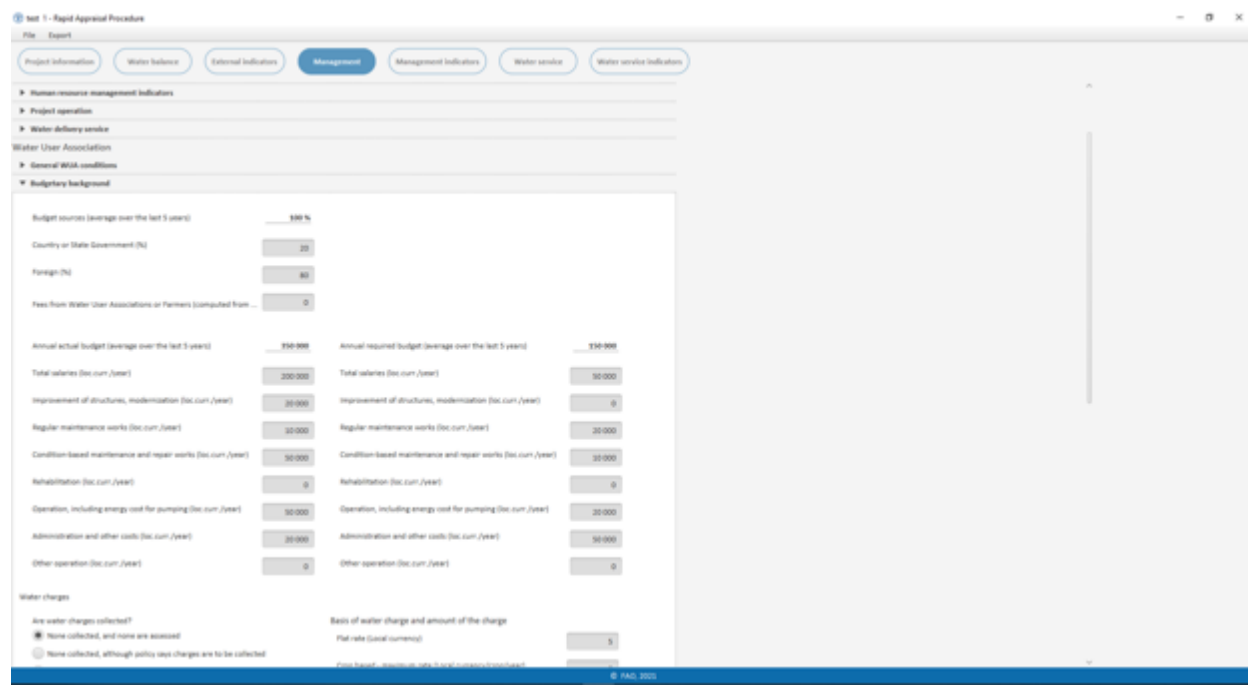 test 1 - Rapid Appraisal Procedure
File Export
Project information Water balance External indicators Management Management indicators Water service Water service indicators
Human resource management indicators
Project operation
Water delivery service
Water User Association
General WUA conditions
Budgetary background
Budget sources (average over the last 5 years) 100 %
Country or State Government (%) 20
Foreign (%) 80
Fees from Water User Associations or Farmers (computed from ... 0
Annual actual budget (average over the last 5 years) 350 000 Annual required budget (average over the last 5 years) 150 000
Total salaries (loc.curr./year) 200 000 Total salaries (loc.curr./year) 50 000
Improvement of structures, modernization (loc.curr./year) 20 000 Improvement of structures, modernization (loc.curr./year) 0
Regular maintenance works (loc.curr./year) 10 000 Regular maintenance works (loc.curr./year) 20 000
Condition-based maintenance and repair works (loc.curr./year) 50 000 Condition-based maintenance and repair works (loc.curr./year) 10 000
Rehabilitation (loc.curr./year) 0 Rehabilitation (loc.curr./year) 0
Operation, including energy cost for pumping (loc.curr./year) 50 000 Operation, including energy cost for pumping (loc.curr./year) 20 000
Administration and other costs (loc.curr./year) 20 000 Administration and other costs (loc.curr./year) 50 000
Other operation (loc.curr./year) 0 Other operation (loc.curr./year) 0
Water charges
Are water charges collected? Basis of water charge and amount of the charge
None collected, and none are assessed
Flat rate (Local currency) 5
None collected, although policy says charges are to be collected
Crop based - maximum rate (Local currency/crop/year)
© FAO, 2021